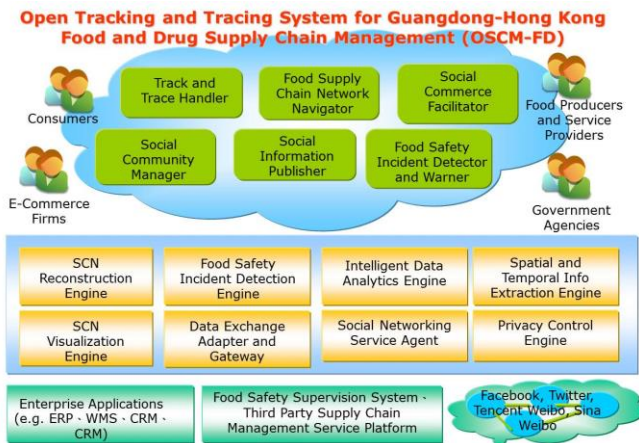 Open Tracking and Tracing System for Guangdong-Hong Kong
Food and Drug Supply Chain Management (OSCM-FD)
Consumers
Track and
Trace Handler
Food Supply
Chain Network
Navigator
Social
Commerce
Facilitator
Food Producers
and Service
Providers
E-Commerce
Firms
Social
Community
Manager
Social
Information
Publisher
Food Safety
Incident Detector
and Warner
Government
Agencies
SCN
Reconstruction
Engine
Food Safety
Incident Detection
Engine
Intelligent Data
Analytics Engine
Spatial and
Temporal Info
Extraction Engine
SCN
Visualization
Engine
Data Exchange
Adapter and
Gateway
Social Networking
Service Agent
Privacy Control
Engine
Enterprise Applications
(e.g. ERP、WMS、CRM、
CRM)
Food Safety Supervision System、
Third Party Supply Chain
Management Service Platform
Facebook, Twitter,
Tencent Weibo, Sina
Weibo